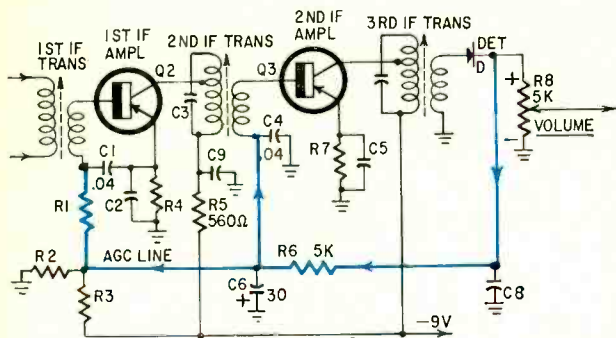 1ST IF
TRANS
1ST IF
AMPL
Q2
2ND IF TRANS
C3
Q3
2ND IF
AMPL
3RD IF TRANS
DET
D
+
R8
5K
VOLUME
-
C1
.04
C2
R4
C9
R5
560Ω
C4
.04
R7
C5
R1
R2
AGC LINE
R3
C6
+
30
R6 5K
C8
-9V